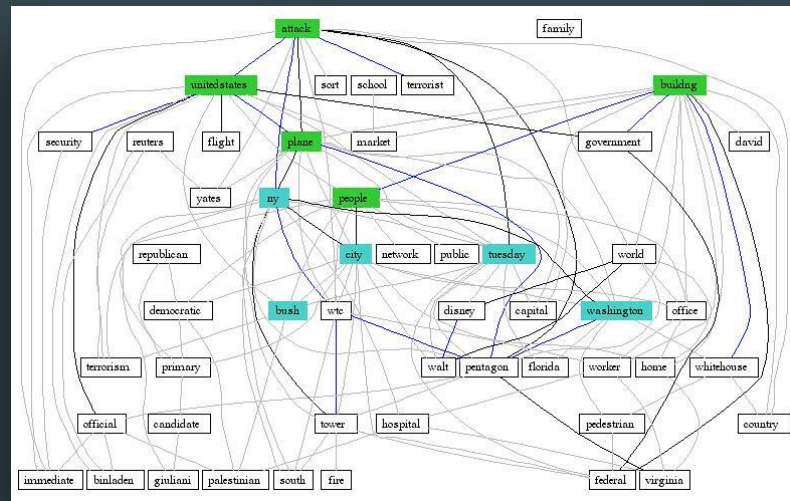 attack
family
unitedstates
sort
school
terrorist
building
security
reuters
flight
plane
market
government
david
yates
ny
people
republican
city
network
public
tuesday
world
democratic
bush
wtc
disney
capital
washington
office
terrorism
primary
walt
pentagon
florida
worker
home
whitehouse
official
candidate
tower
hospital
pedestrian
country
immediate
binladen
giuliani
palestinian
south
fire
federal
virginia